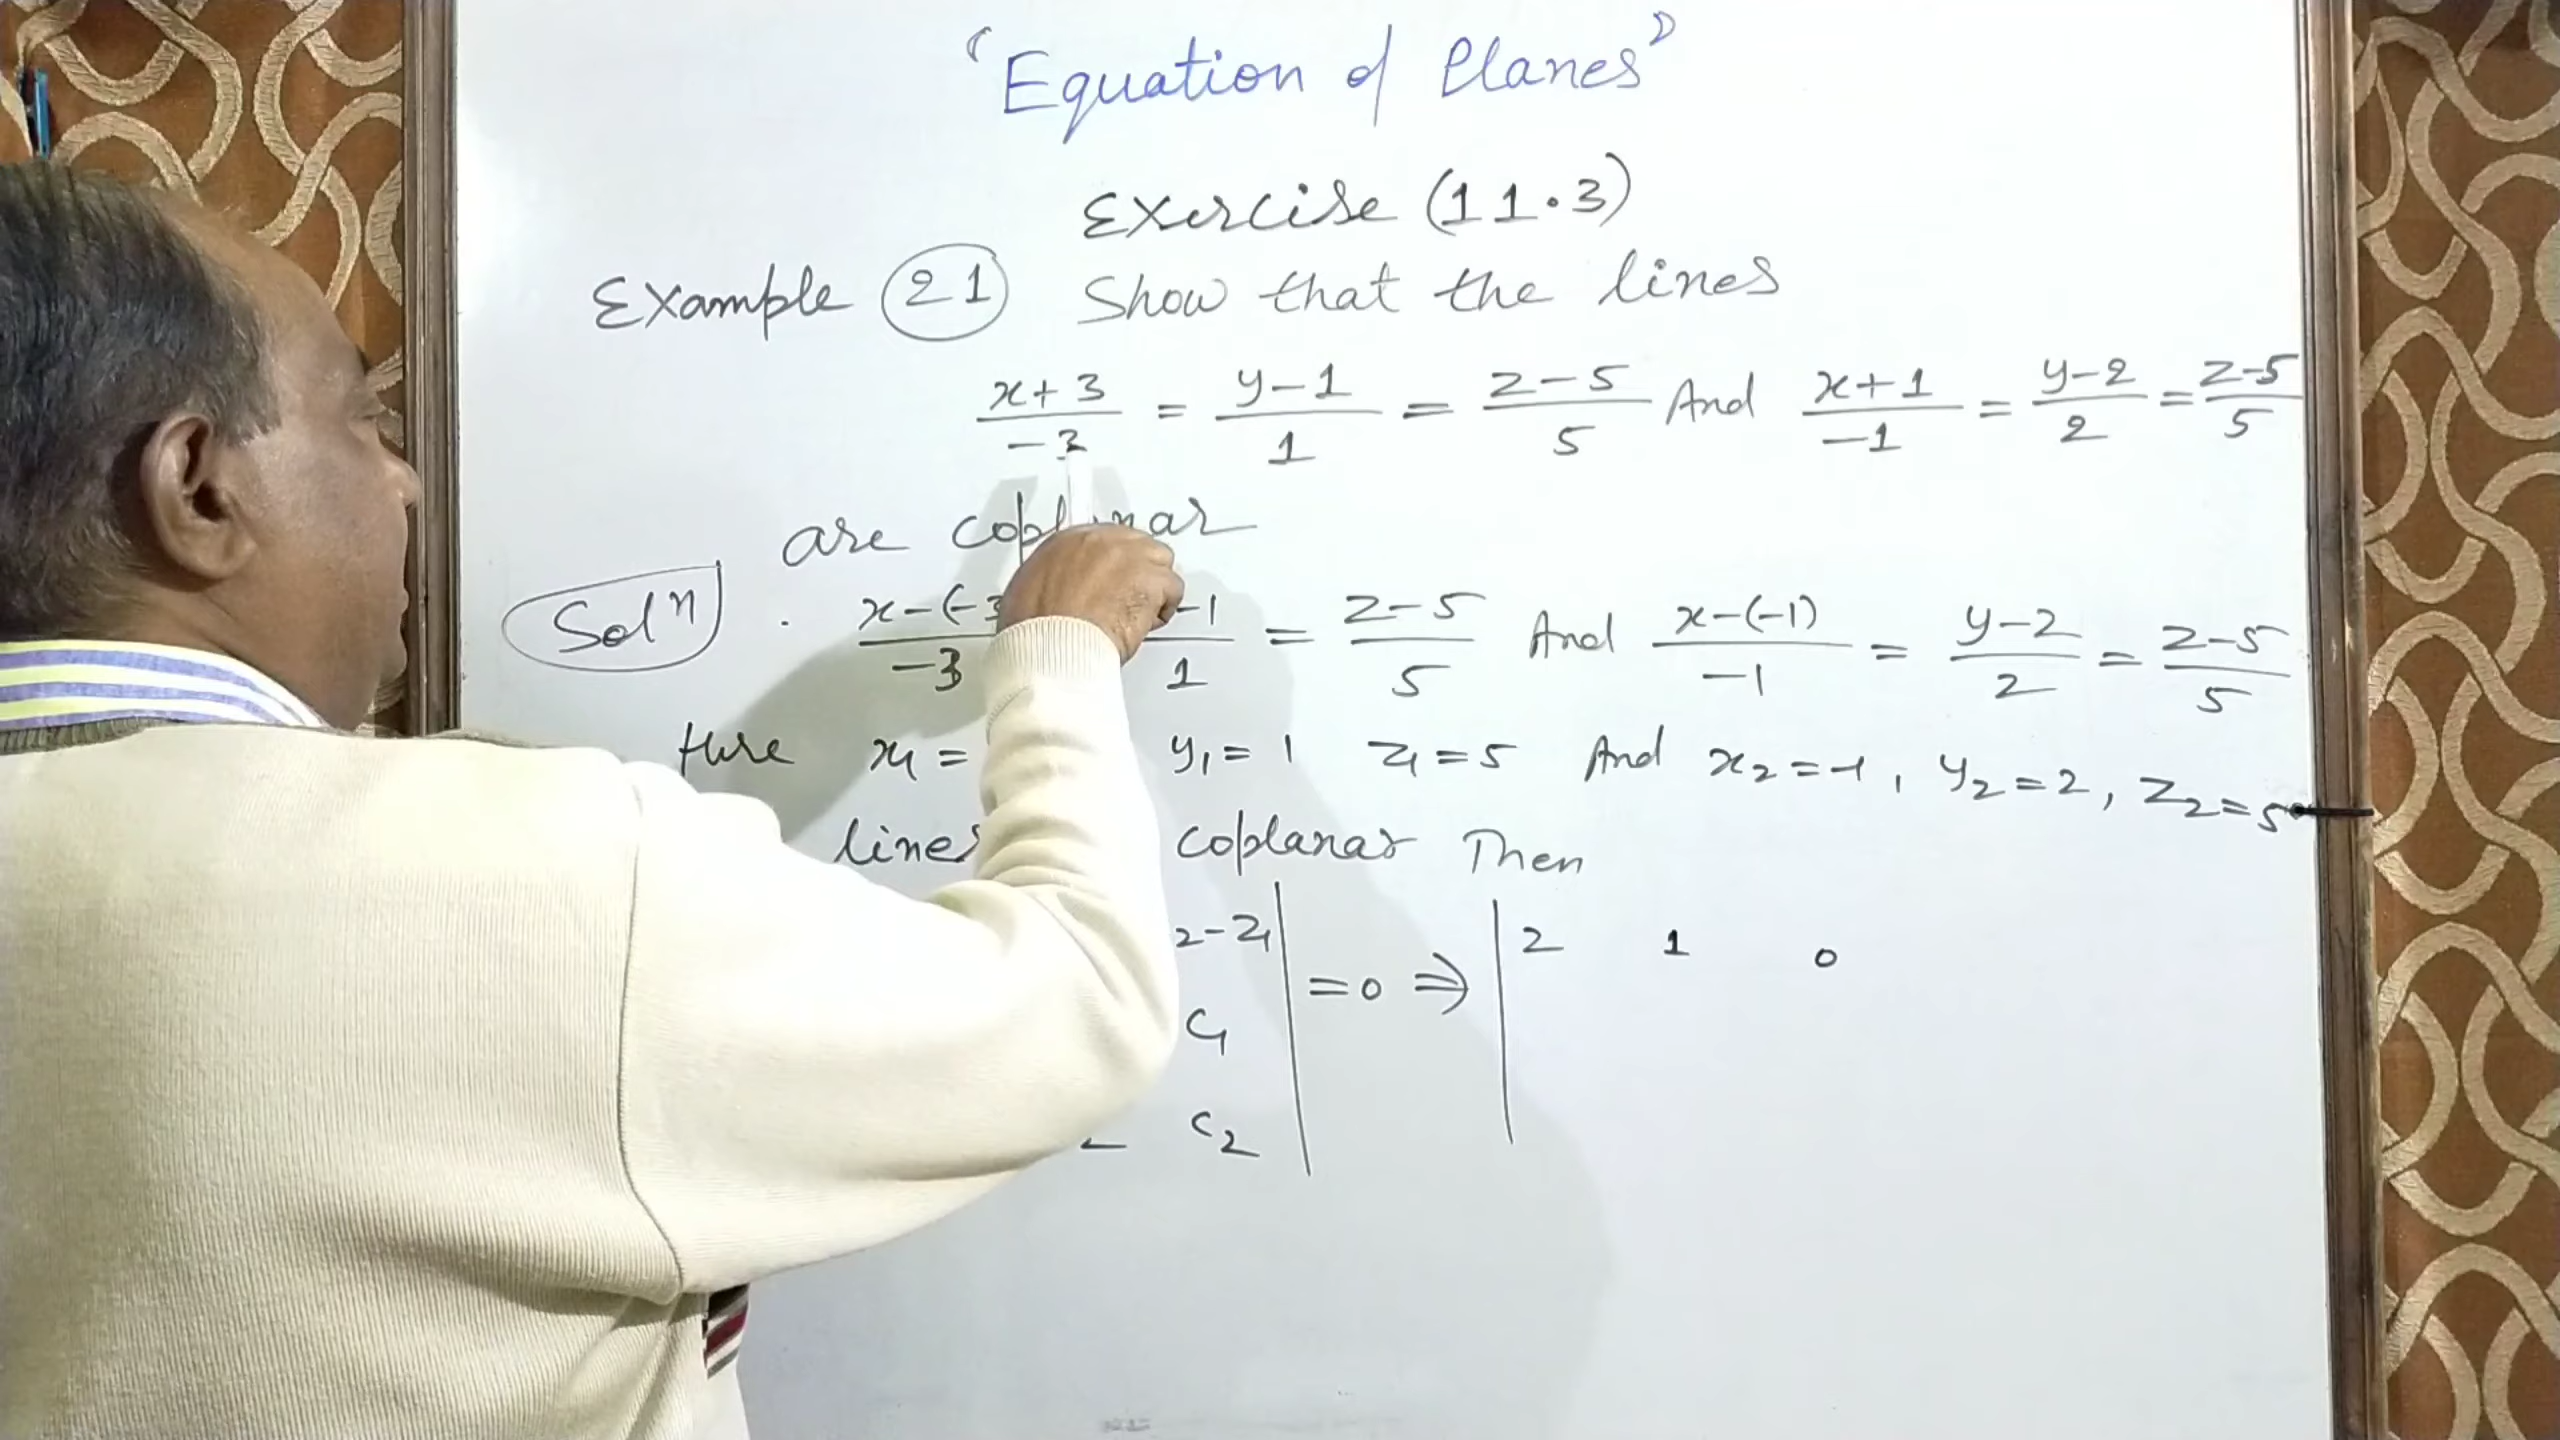 "Equation of Planes"
Exercise (11.3)
Example 21 Show that the lines
x+3/-3 = y-1/1 = z-5/5 And x+1/-1 = y-2/2 = z-5/5
are coplanar
Solⁿ . x-(-3/-3 -1/1 = z-5/5 And x-(-1)/-1 = y-2/2 = z-5/5
x₁ = y₁ = 1 z₁ = 5 And x₂ = -1, y₂ = 2, z₂ = 5
lines coplanar Then
2-z₁ | = 0 ⇒ | 2 1 0
c₁
c₂